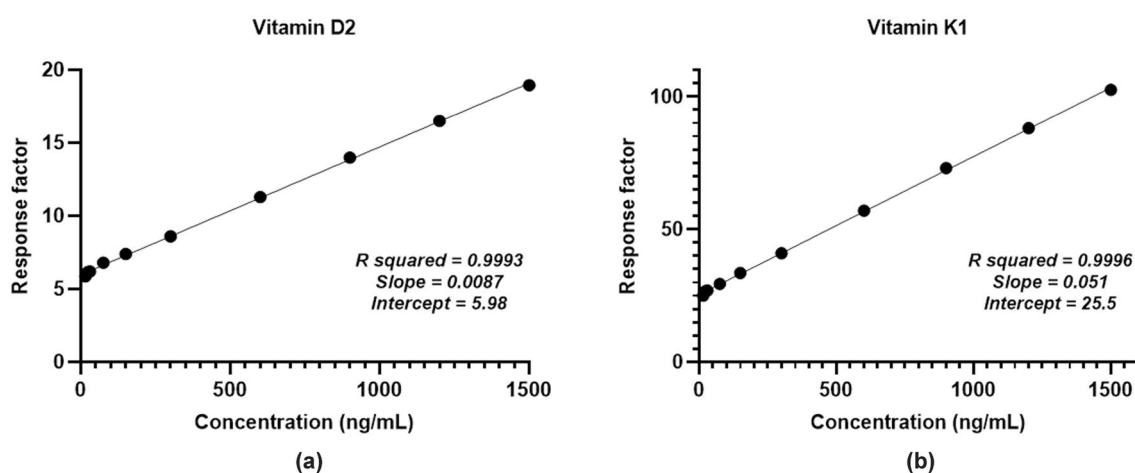 Vitamin D2
20
15
10
5
0
Response factor
R squared = 0.9993
Slope = 0.0087
Intercept = 5.98
0 500 1000 1500
Concentration (ng/mL)
(a)
Vitamin K1
100
50
0
Response factor
R squared = 0.9996
Slope = 0.051
Intercept = 25.5
0 500 1000 1500
Concentration (ng/mL)
(b)